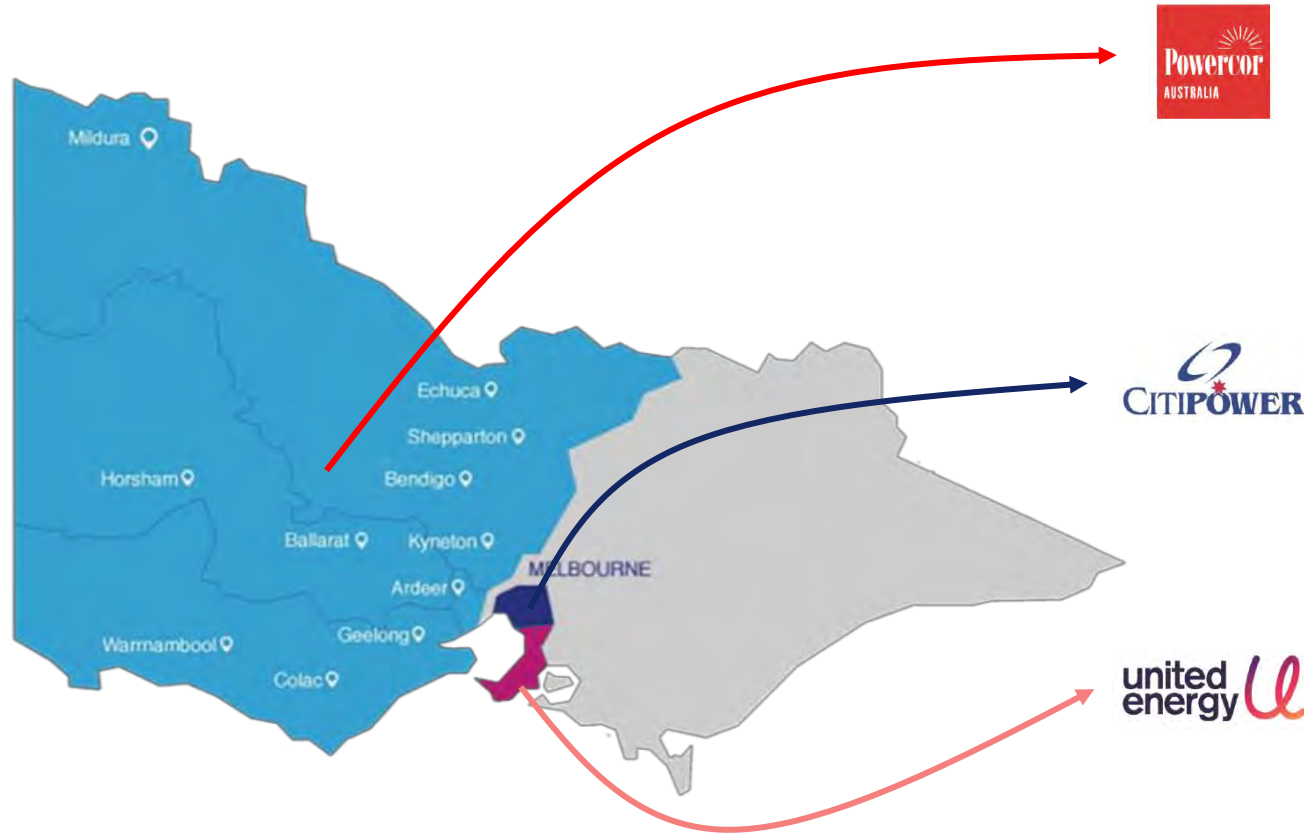 Powercor
AUSTRALIA
Mildura
Echuca
CITIPOWER
Shepparton
Horsham
Bendigo
Ballarat
Kyneton
MELBOURNE
Ardeer
Geelong
Warrnambool
Colac
united
energy